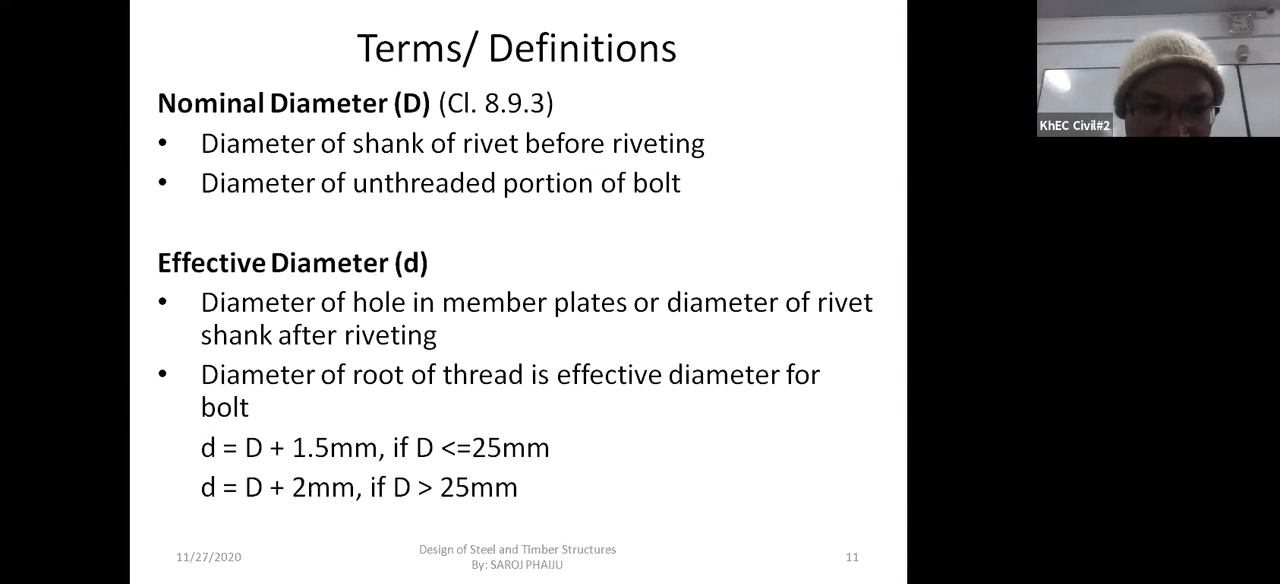 Terms/ Definitions
Nominal Diameter (D) (Cl. 8.9.3)
• Diameter of shank of rivet before riveting
• Diameter of unthreaded portion of bolt
Effective Diameter (d)
• Diameter of hole in member plates or diameter of rivet
shank after riveting
• Diameter of root of thread is effective diameter for
bolt
d = D + 1.5mm, if D <=25mm
d = D + 2mm, if D > 25mm
11/27/2020
Design of Steel and Timber Structures
By: SAROJ PHAIJU
11
KhEC Civil#2